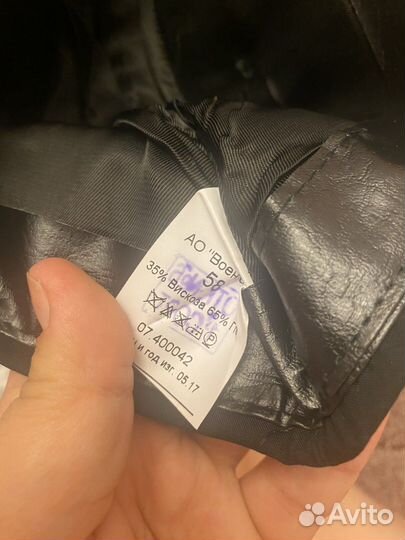 АО "Воен
58
35% Вискоза 65% П
07.400042
и год изг. 05.17
Avito